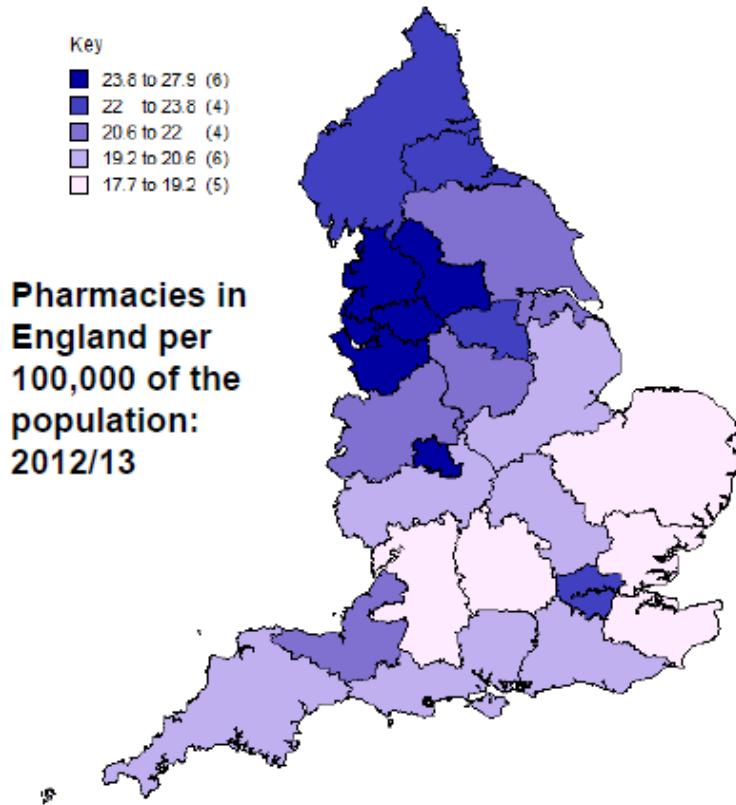 Key
23.8 to 27.9 (6)
22 to 23.8 (4)
20.6 to 22 (4)
19.2 to 20.6 (6)
17.7 to 19.2 (5)
Pharmacies in
England per
100,000 of the
population:
2012/13